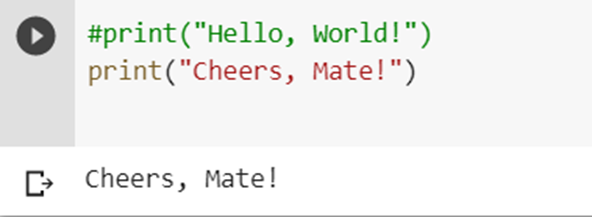 #print("Hello, World!")
print("Cheers, Mate!")
Cheers, Mate!